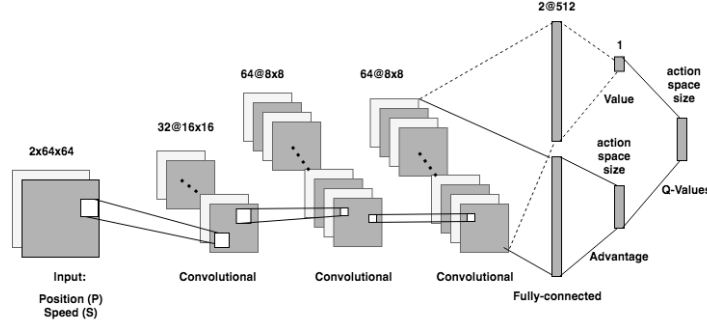 2x64x64
Input:
Position (P)
Speed (S)
32@16x16
Convolutional
64@8x8
Convolutional
64@8x8
Convolutional
2@512
Fully-connected
1
Value
action
space
size
Advantage
action space
size
Q-Values